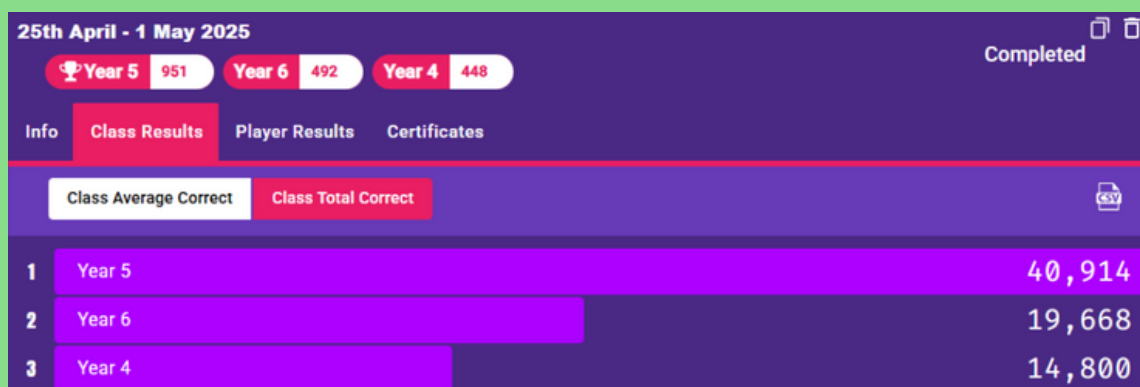 25th April - 1 May 2025
Completed
Year 5 951 Year 6 492 Year 4 448
Info Class Results Player Results Certificates
Class Average Correct Class Total Correct
CSV
1 Year 5 40,914
2 Year 6 19,668
3 Year 4 14,800